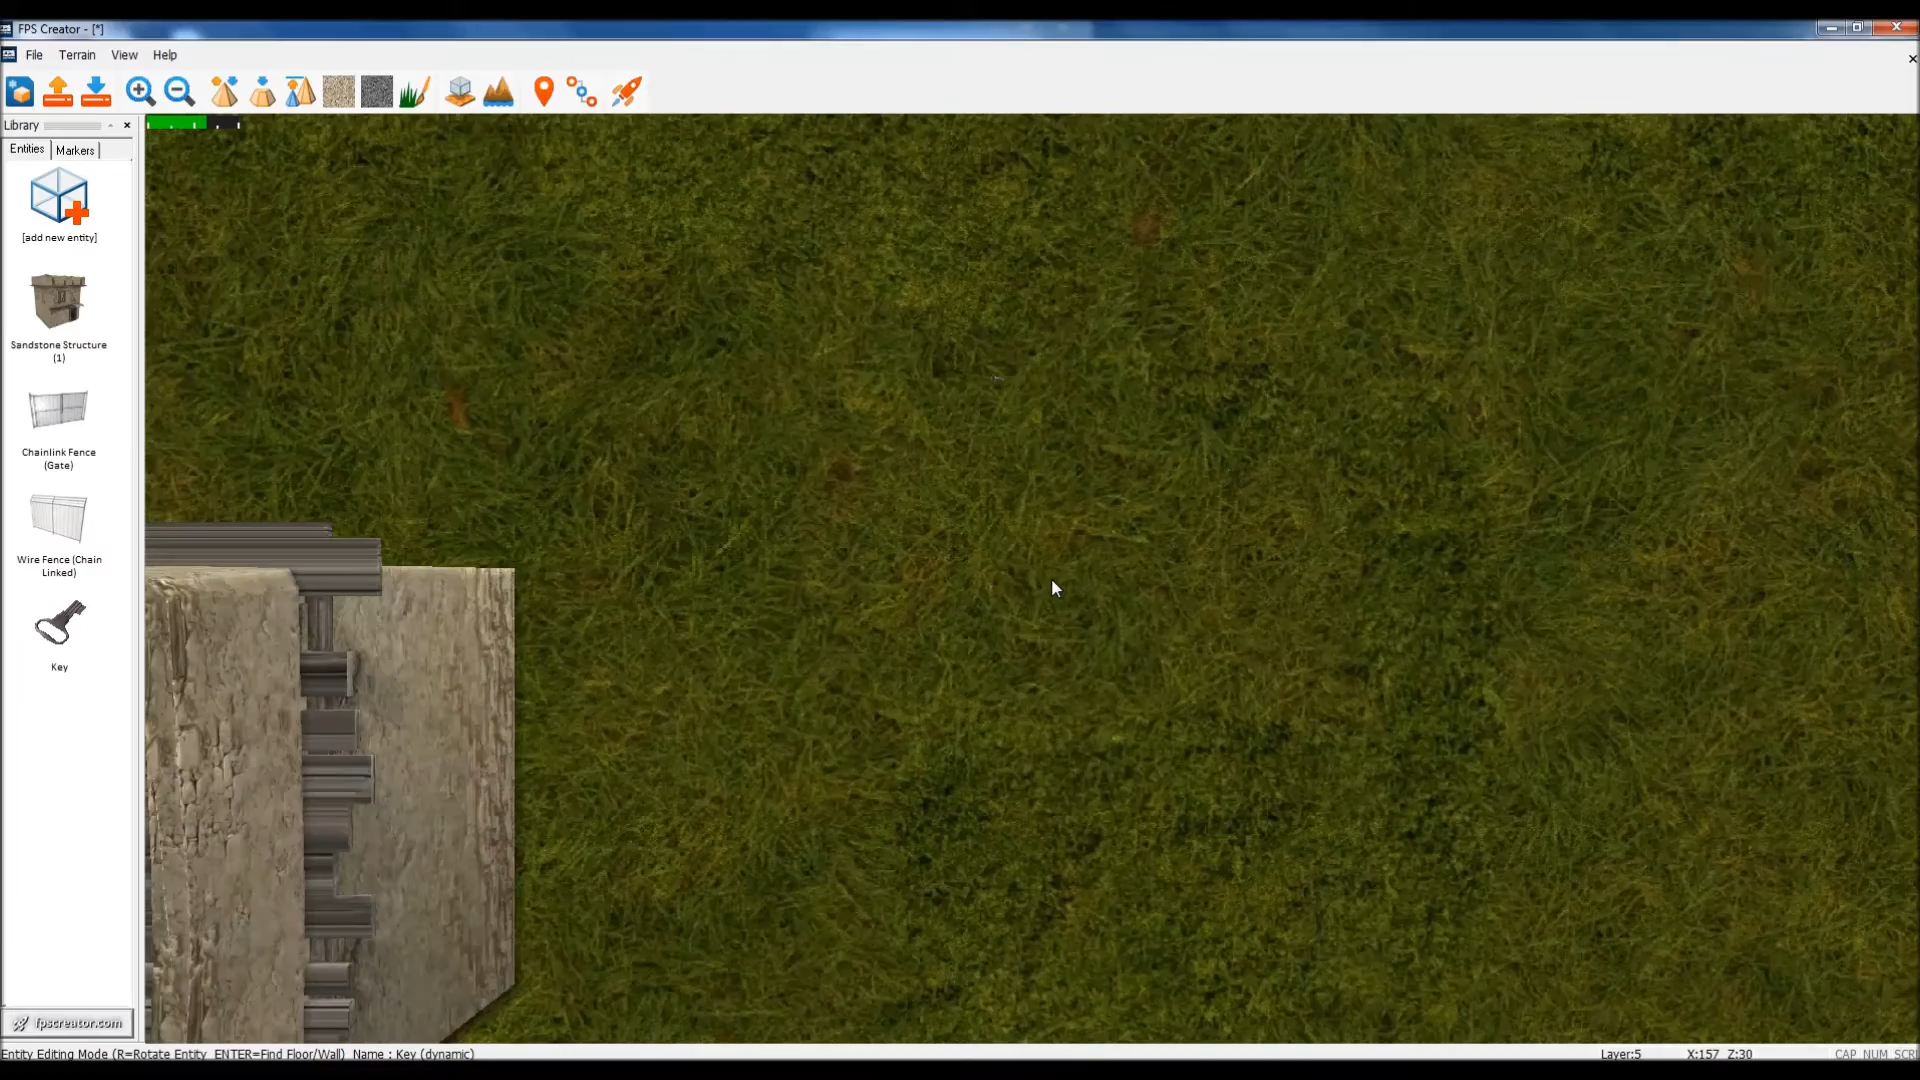 FPS Creator - [*]
File Terrain View Help
Library
Entities Markers
[add new entity]
Sandstone Structure
(1)
Chainlink Fence
(Gate)
Wire Fence (Chain
Linked)
Key
fpscreator.com
Entity Editing Mode (R=Rotate Entity ENTER=Find Floor/Wall) Name : Key (dynamic)
Layer:5 X:157 Z:30 CAP NUM SCR